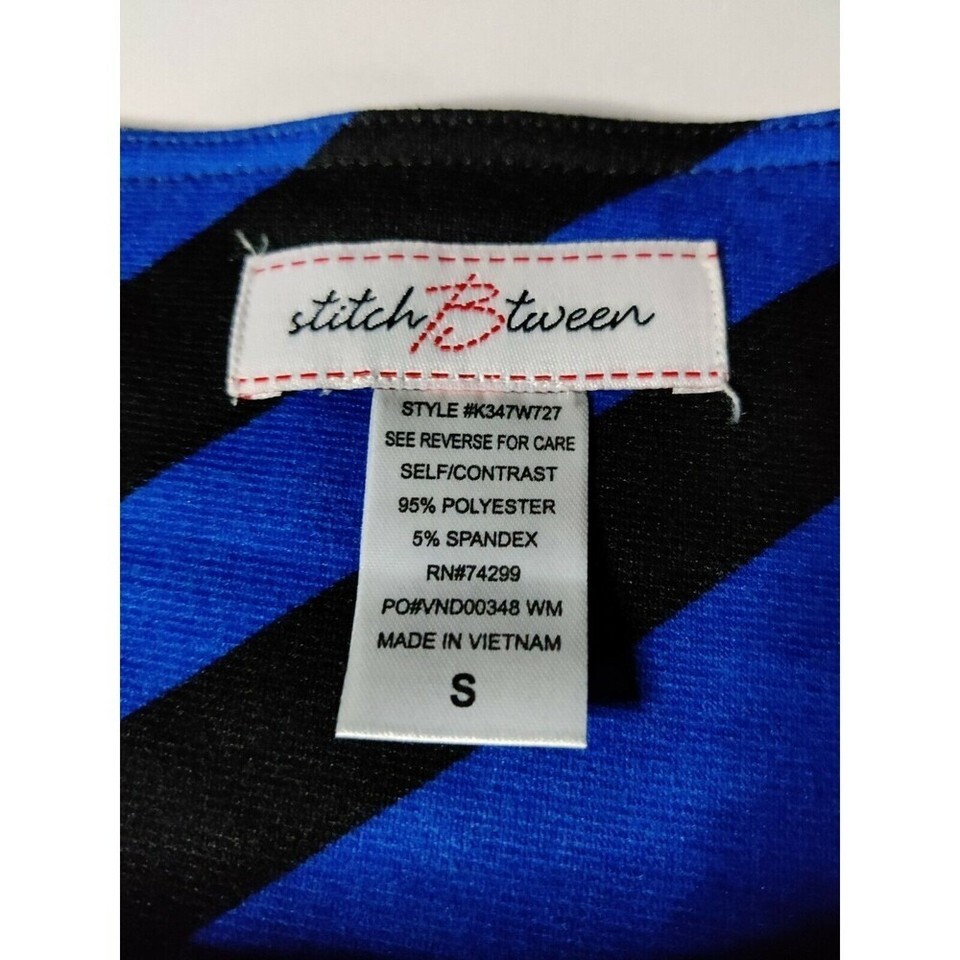 stitch B tween
STYLE #K347W727
SEE REVERSE FOR CARE
SELF/CONTRAST
95% POLYESTER
5% SPANDEX
RN#74299
PO#VND00348 WM
MADE IN VIETNAM
S